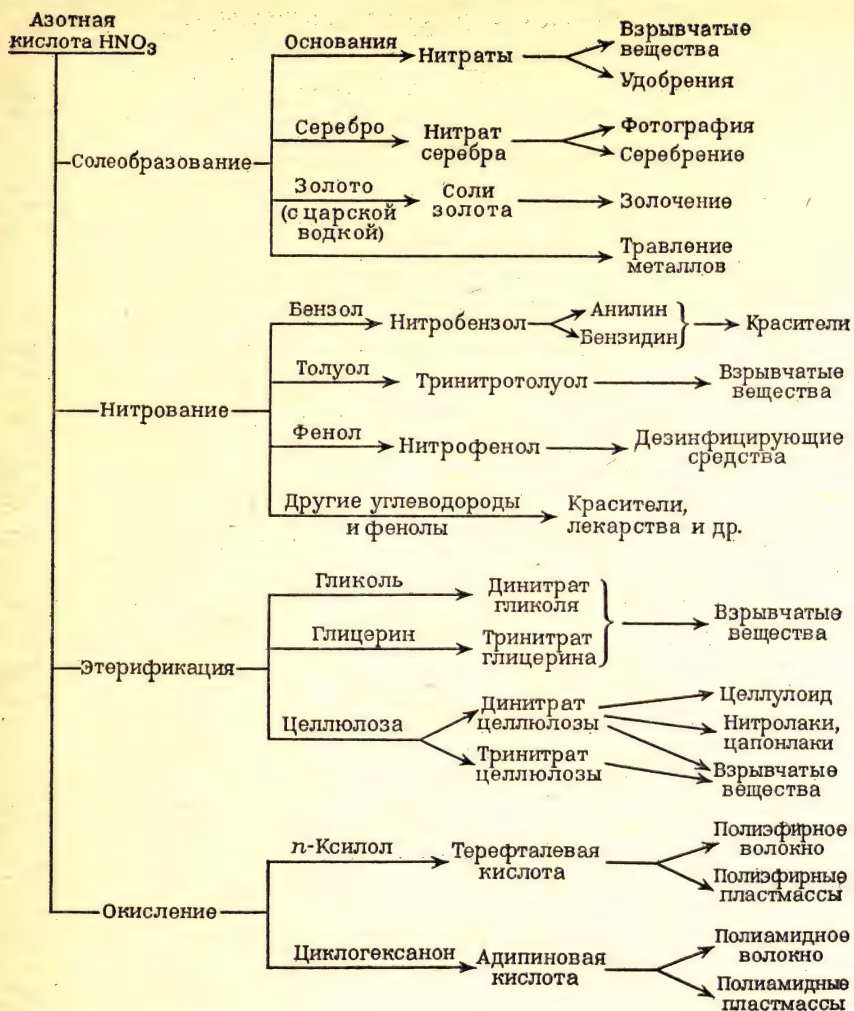 Азотная
кислота HNO₃
Солеобразование
Основания
Нитраты
Взрывчатые
вещества
Удобрения
Серебро
Нитрат
серебра
Фотография
Серебрение
Золото
(с царской
водкой)
Соли
золота
Золочение
Травление
металлов
Нитрование
Бензол
Нитробензол
Анилин
Бензидин
Красители
Толуол
Тринитротолуол
Взрывчатые
вещества
Фенол
Нитрофенол
Дезинфицирующие
средства
Другие углеводороды
и фенолы
Красители,
лекарства и др.
Этерификация
Гликоль
Динитрат
гликоля
Глицерин
Тринитрат
глицерина
Взрывчатые
вещества
Целлюлоза
Динитрат
целлюлозы
Тринитрат
целлюлозы
Целлулоид
Нитролаки,
цапонлаки
Взрывчатые
вещества
Окисление
п-Ксилол
Терефталевая
кислота
Полиэфирное
волокно
Полиэфирные
пластмассы
Циклогексанон
Адипиновая
кислота
Полиамидное
волокно
Полиамидные
пластмассы